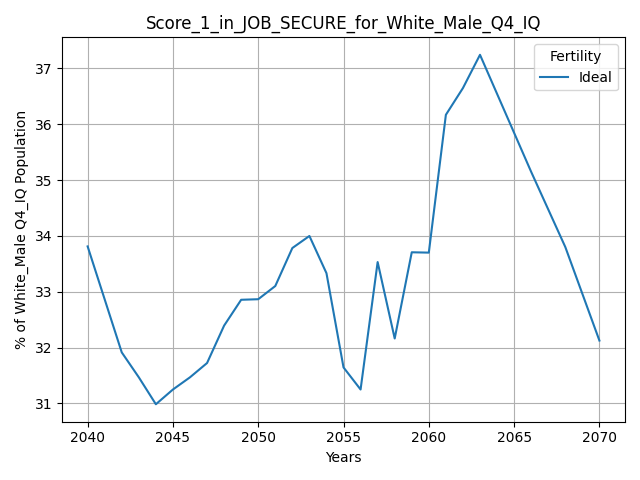 Score_1_in_JOB_SECURE_for_White_Male_Q4_IQ
Fertility
Ideal
% of White_Male Q4_IQ Population
37
36
35
34
33
32
31
2040 2045 2050 2055 2060 2065 2070
Years